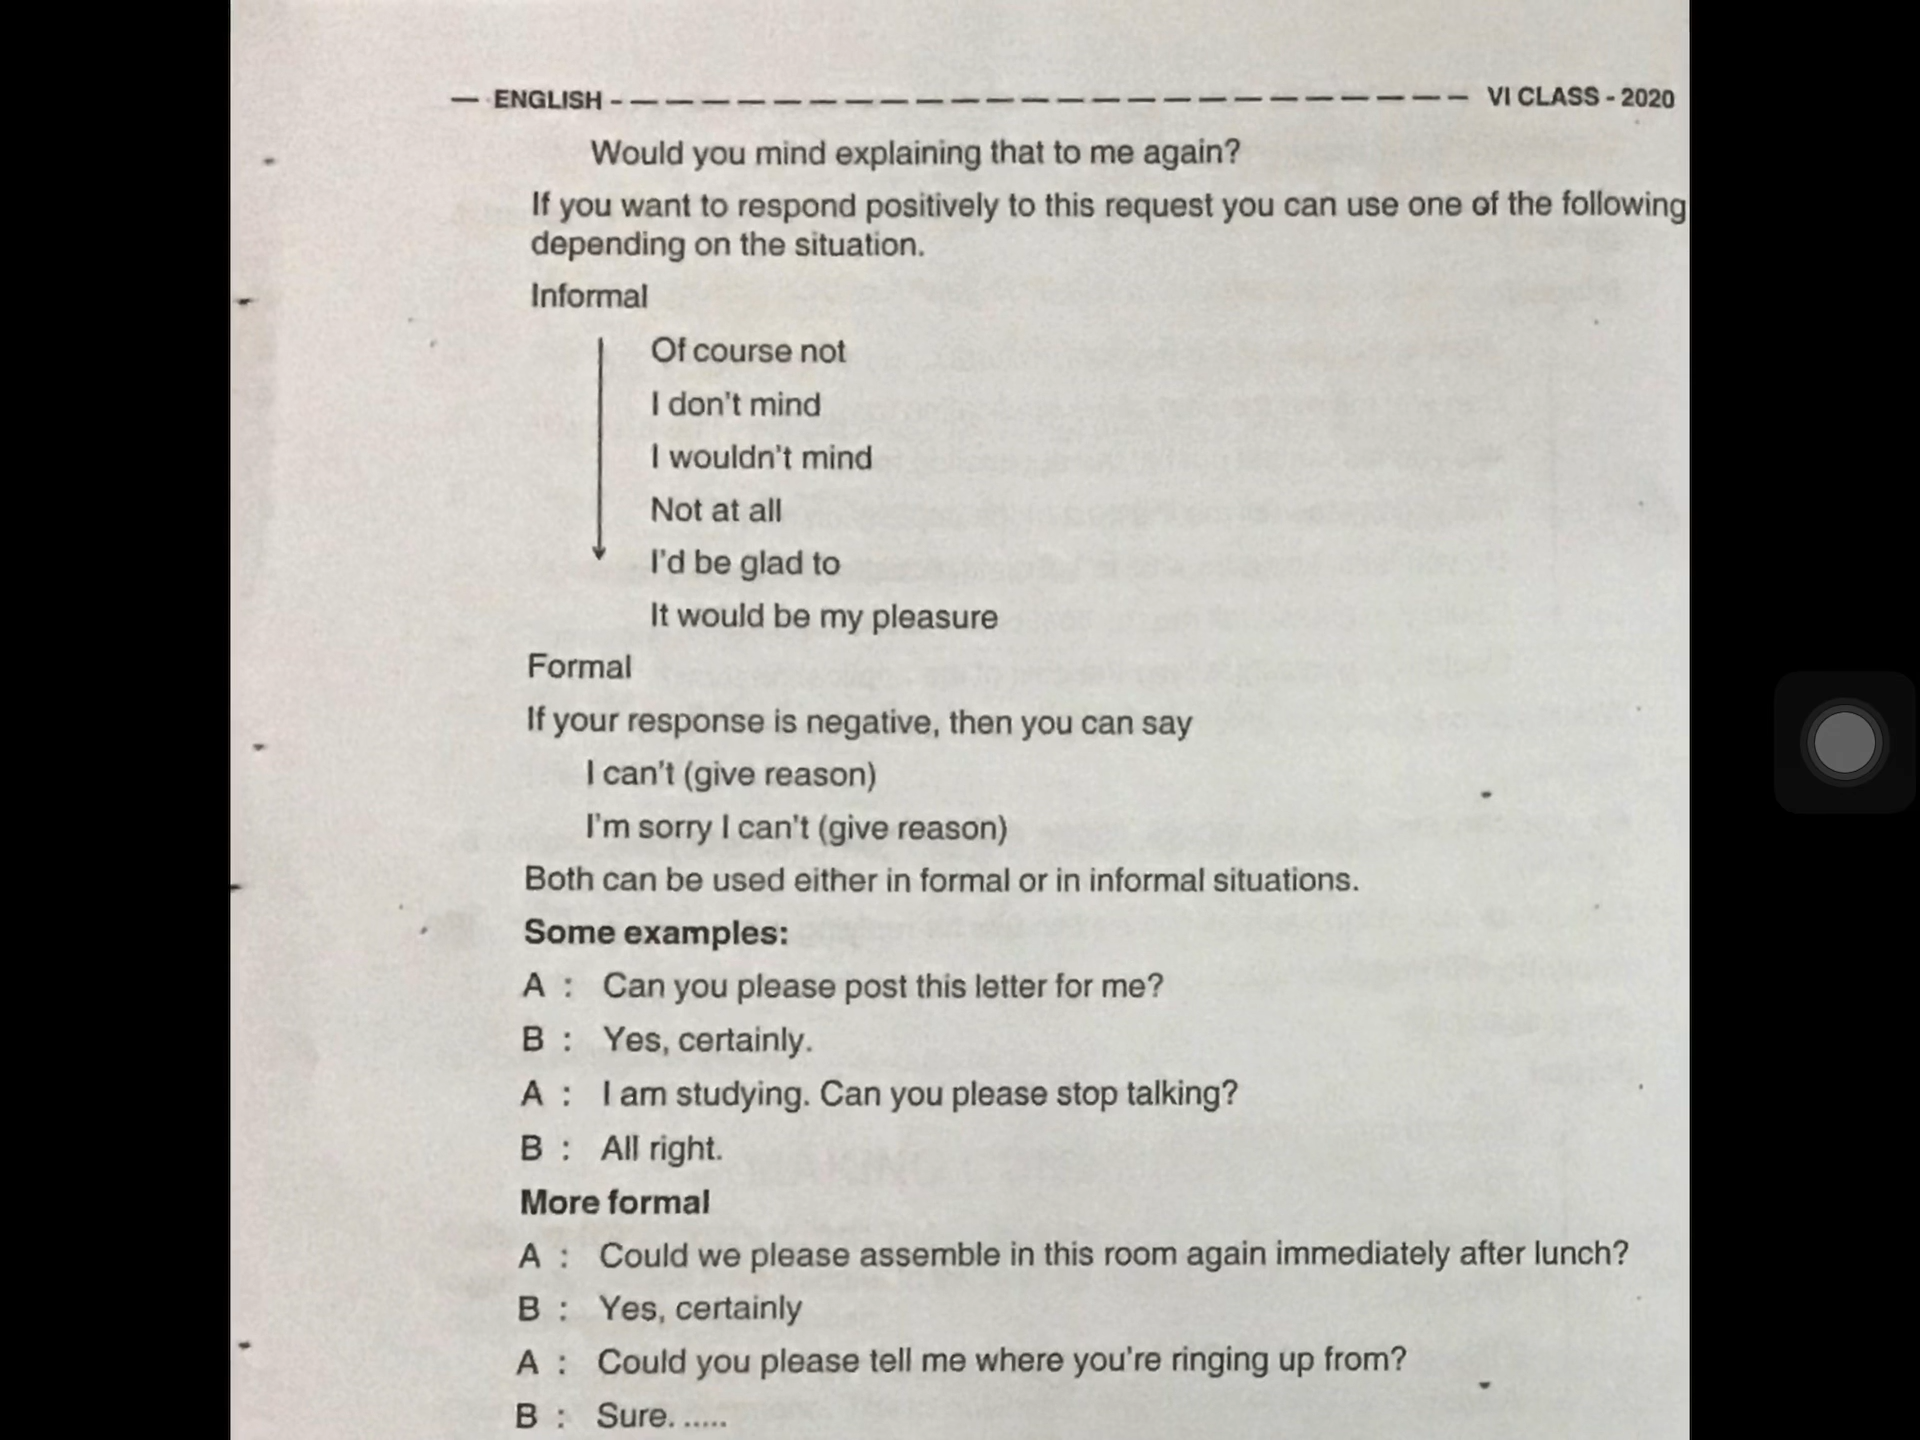 — ENGLISH - — — — — — — — — — — — — — — — — — — — — — — — — VI CLASS - 2020
Would you mind explaining that to me again?
If you want to respond positively to this request you can use one of the following
depending on the situation.
Informal
Of course not
I don't mind
I wouldn't mind
Not at all
I'd be glad to
It would be my pleasure
Formal
If your response is negative, then you can say
I can't (give reason)
I'm sorry I can't (give reason)
Both can be used either in formal or in informal situations.
Some examples:
A : Can you please post this letter for me?
B : Yes, certainly.
A : I am studying. Can you please stop talking?
B : All right.
More formal
A : Could we please assemble in this room again immediately after lunch?
B : Yes, certainly
A : Could you please tell me where you're ringing up from?
B : Sure. .....